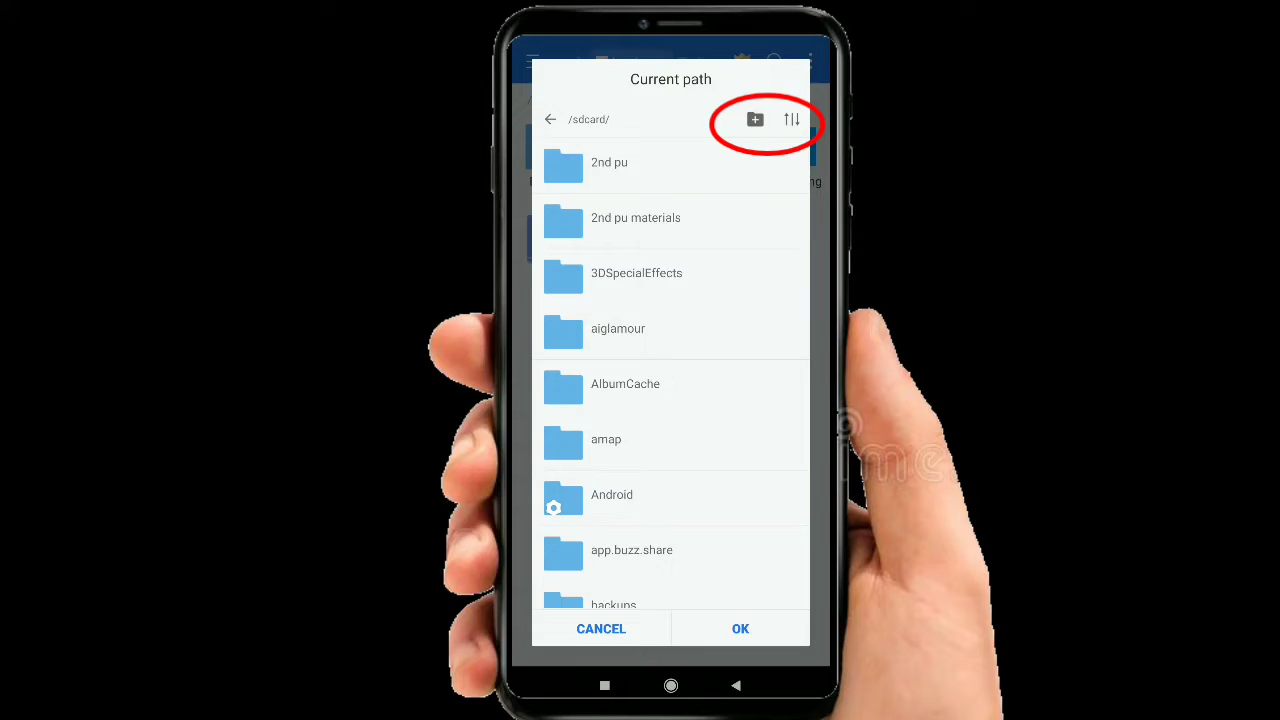 Current path
/sdcard/
2nd pu
2nd pu materials
3DSpecialEffects
aiglamour
AlbumCache
amap
Android
app.buzz.share
backups
CANCEL
OK